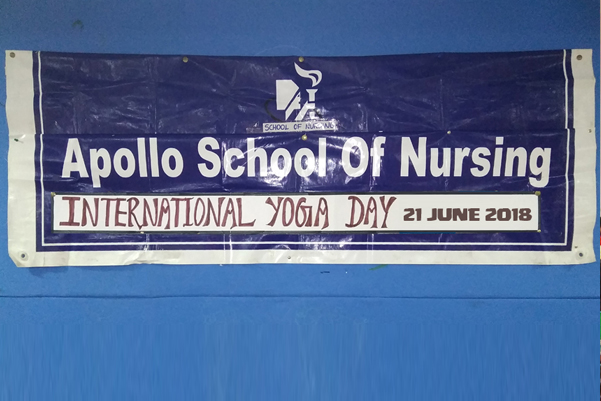 SCHOOL OF NURSING
Apollo School Of Nursing
INTERNATIONAL YOGA DAY 21 JUNE 2018